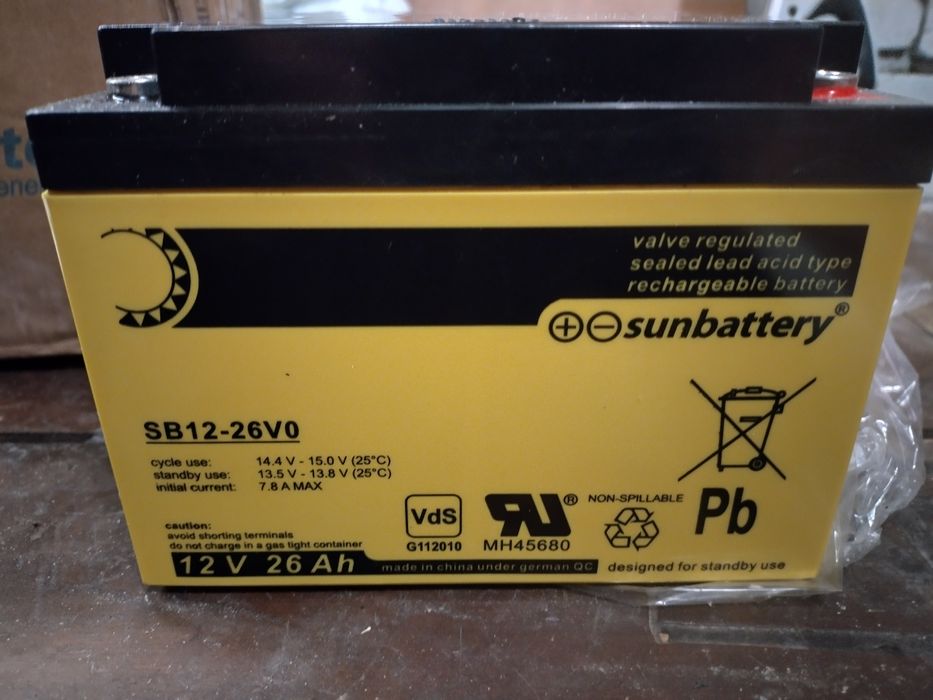 valve regulated
sealed lead acid type
rechargeable battery
sunbattery®
SB12-26V0
cycle use: 14.4 V - 15.0 V (25°C)
standby use: 13.5 V - 13.8 V (25°C)
initial current: 7.8 A MAX
caution:
avoid shorting terminals
do not charge in a gas tight container
VdS
G112010
RU®
MH45680
NON-SPILLABLE
Pb
12 V 26 Ah
made in china under german QC
designed for standby use